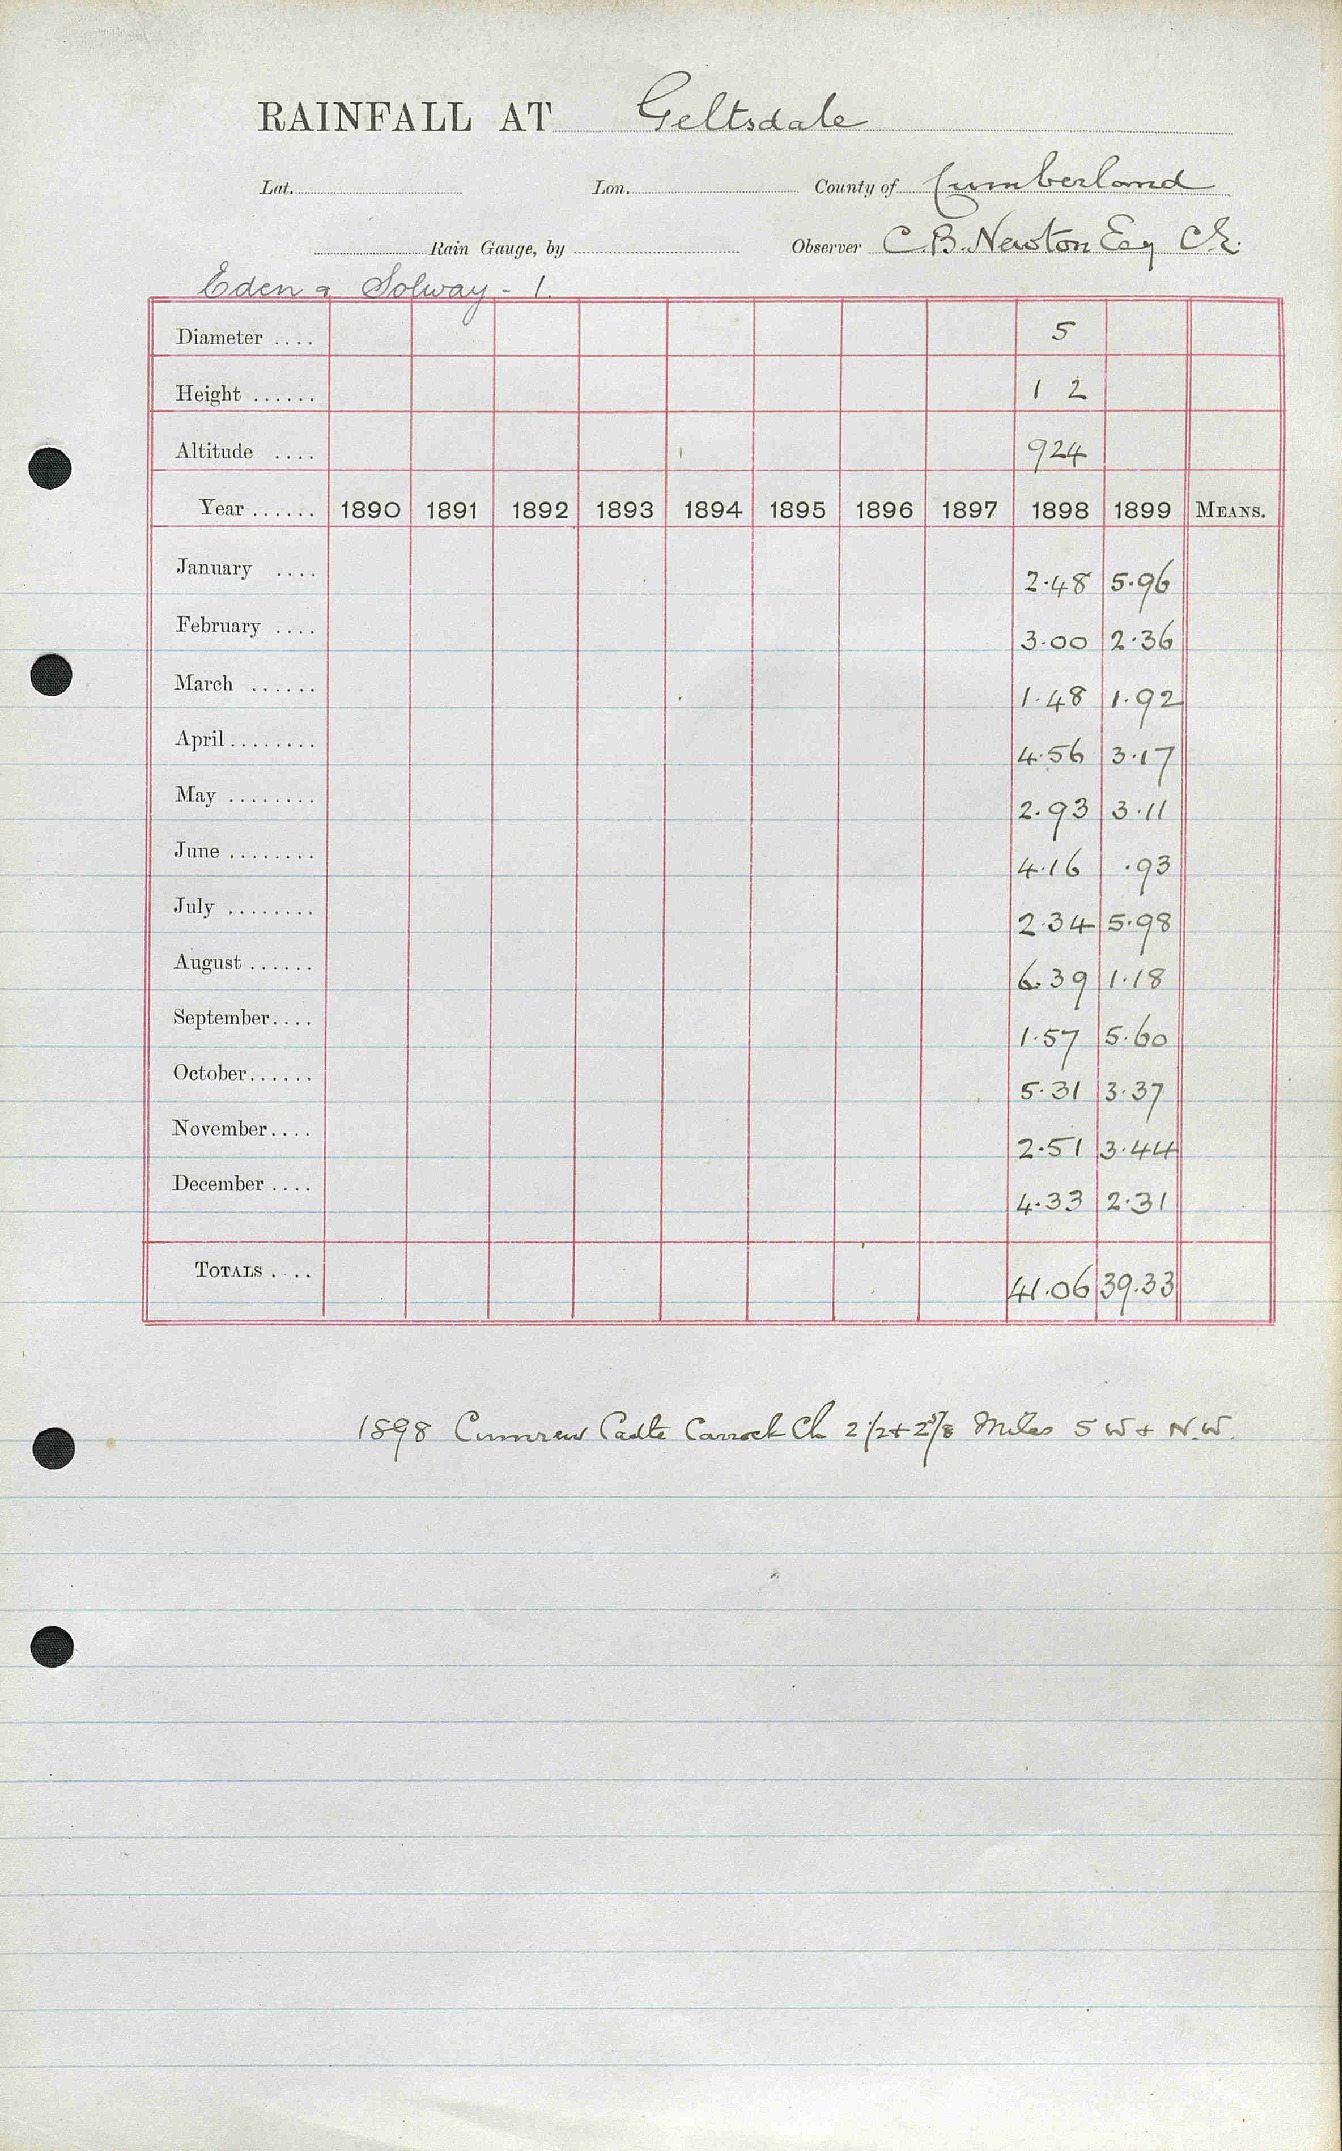 RAINFALL AT Geltsdale
Lat. Lon. County of Cumberland
Rain Gauge, by Observer C.B. Newton Esq C.E.
Eden & Solway - 1.
Diameter .... 5
Height ...... 1 2
Altitude .... 924
Year ...... 1890 1891 1892 1893 1894 1895 1896 1897 1898 1899 MEANS.
January .... 2.48 5.96
February .... 3.00 2.36
March ...... 1.48 1.92
April ........ 4.56 3.17
May ........ 2.93 3.11
June ........ 4.16 .93
July ........ 2.34 5.98
August ...... 6.39 1.18
September.... 1.57 5.60
October...... 5.31 3.37
November.... 2.51 3.44
December .... 4.33 2.31
TOTALS .... 41.06 39.33
1898 Cumrew Castle Carrock Ch 2 1/2 + 2 5/8 Miles S W + N.W.